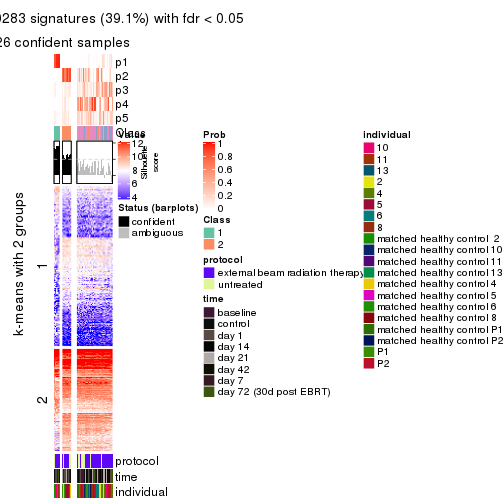 0283 signatures (39.1%) with fdr < 0.05
26 confident samples
p1
p2
p3
p4
p5
Class
Value
12
10
8
6
4
Silhouette
score
Status (barplots)
confident
ambiguous
Prob
1
0.8
0.6
0.4
0.2
0
Class
1
2
protocol
external beam radiation therapy
untreated
time
baseline
control
day 1
day 14
day 21
day 42
day 7
day 72 (30d post EBRT)
individual
10
11
13
2
4
5
6
8
matched healthy control 2
matched healthy control 10
matched healthy control 11
matched healthy control 13
matched healthy control 4
matched healthy control 5
matched healthy control 6
matched healthy control 8
matched healthy control P1
matched healthy control P2
P1
P2
k-means with 2 groups
1
2
protocol
time
individual